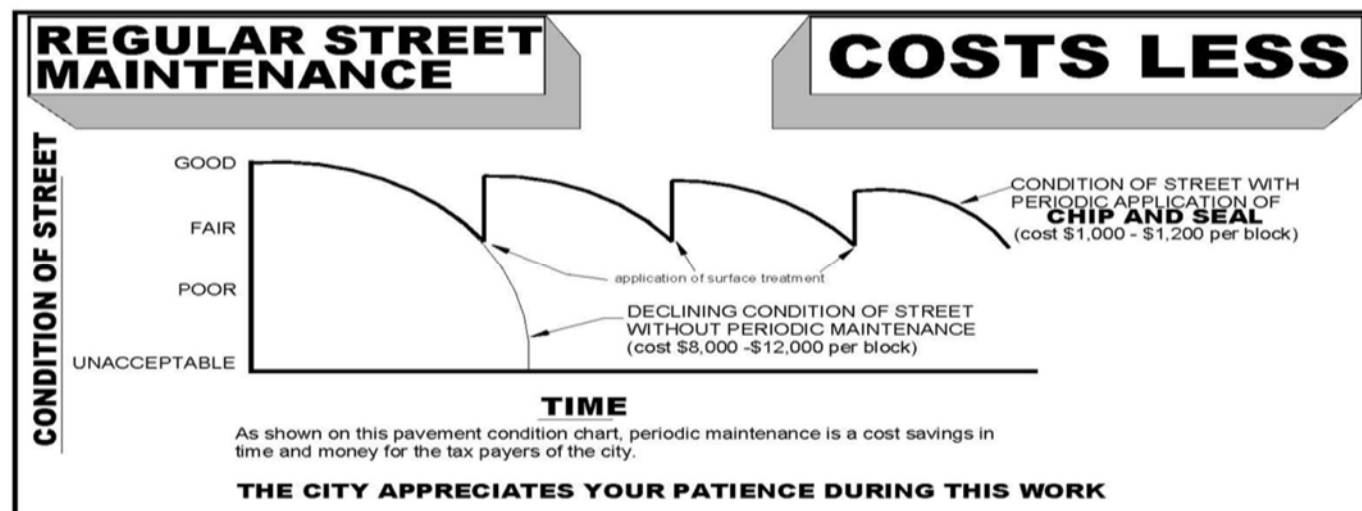 REGULAR STREET
MAINTENANCE
COSTS LESS
CONDITION OF STREET
GOOD
FAIR
POOR
UNACCEPTABLE
CONDITION OF STREET WITH
PERIODIC APPLICATION OF
CHIP AND SEAL
(cost $1,000 - $1,200 per block)
application of surface treatment
DECLINING CONDITION OF STREET
WITHOUT PERIODIC MAINTENANCE
(cost $8,000 -$12,000 per block)
TIME
As shown on this pavement condition chart, periodic maintenance is a cost savings in
time and money for the tax payers of the city.
THE CITY APPRECIATES YOUR PATIENCE DURING THIS WORK